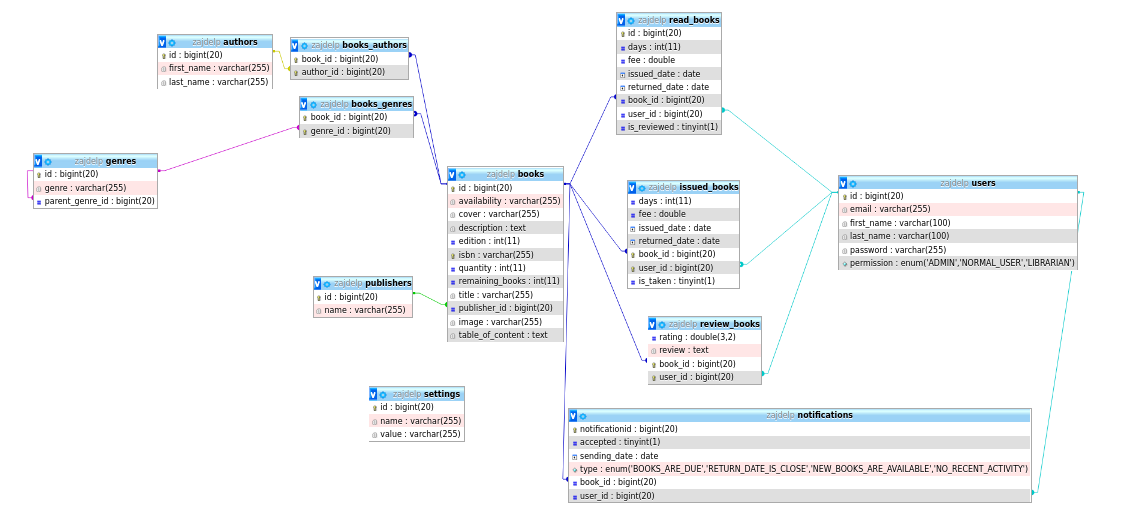 zajdelp authors
id : bigint(20)
first_name : varchar(255)
last_name : varchar(255)
zajdelp books_authors
book_id : bigint(20)
author_id : bigint(20)
zajdelp books_genres
book_id : bigint(20)
genre_id : bigint(20)
zajdelp genres
id : bigint(20)
genre : varchar(255)
parent_genre_id : bigint(20)
zajdelp books
id : bigint(20)
availability : varchar(255)
cover : varchar(255)
description : text
edition : int(11)
isbn : varchar(255)
quantity : int(11)
remaining_books : int(11)
title : varchar(255)
publisher_id : bigint(20)
image : varchar(255)
table_of_content : text
zajdelp publishers
id : bigint(20)
name : varchar(255)
zajdelp settings
id : bigint(20)
name : varchar(255)
value : varchar(255)
zajdelp read_books
id : bigint(20)
days : int(11)
fee : double
issued_date : date
returned_date : date
book_id : bigint(20)
user_id : bigint(20)
is_reviewed : tinyint(1)
zajdelp issued_books
days : int(11)
fee : double
issued_date : date
returned_date : date
book_id : bigint(20)
user_id : bigint(20)
is_taken : tinyint(1)
zajdelp review_books
rating : double(3,2)
review : text
book_id : bigint(20)
user_id : bigint(20)
zajdelp users
id : bigint(20)
email : varchar(255)
first_name : varchar(100)
last_name : varchar(100)
password : varchar(255)
permission : enum('ADMIN','NORMAL_USER','LIBRARIAN')
zajdelp notifications
notificationid : bigint(20)
accepted : tinyint(1)
sending_date : date
type : enum('BOOKS_ARE_DUE','RETURN_DATE_IS_CLOSE','NEW_BOOKS_ARE_AVAILABLE','NO_RECENT_ACTIVITY')
book_id : bigint(20)
user_id : bigint(20)